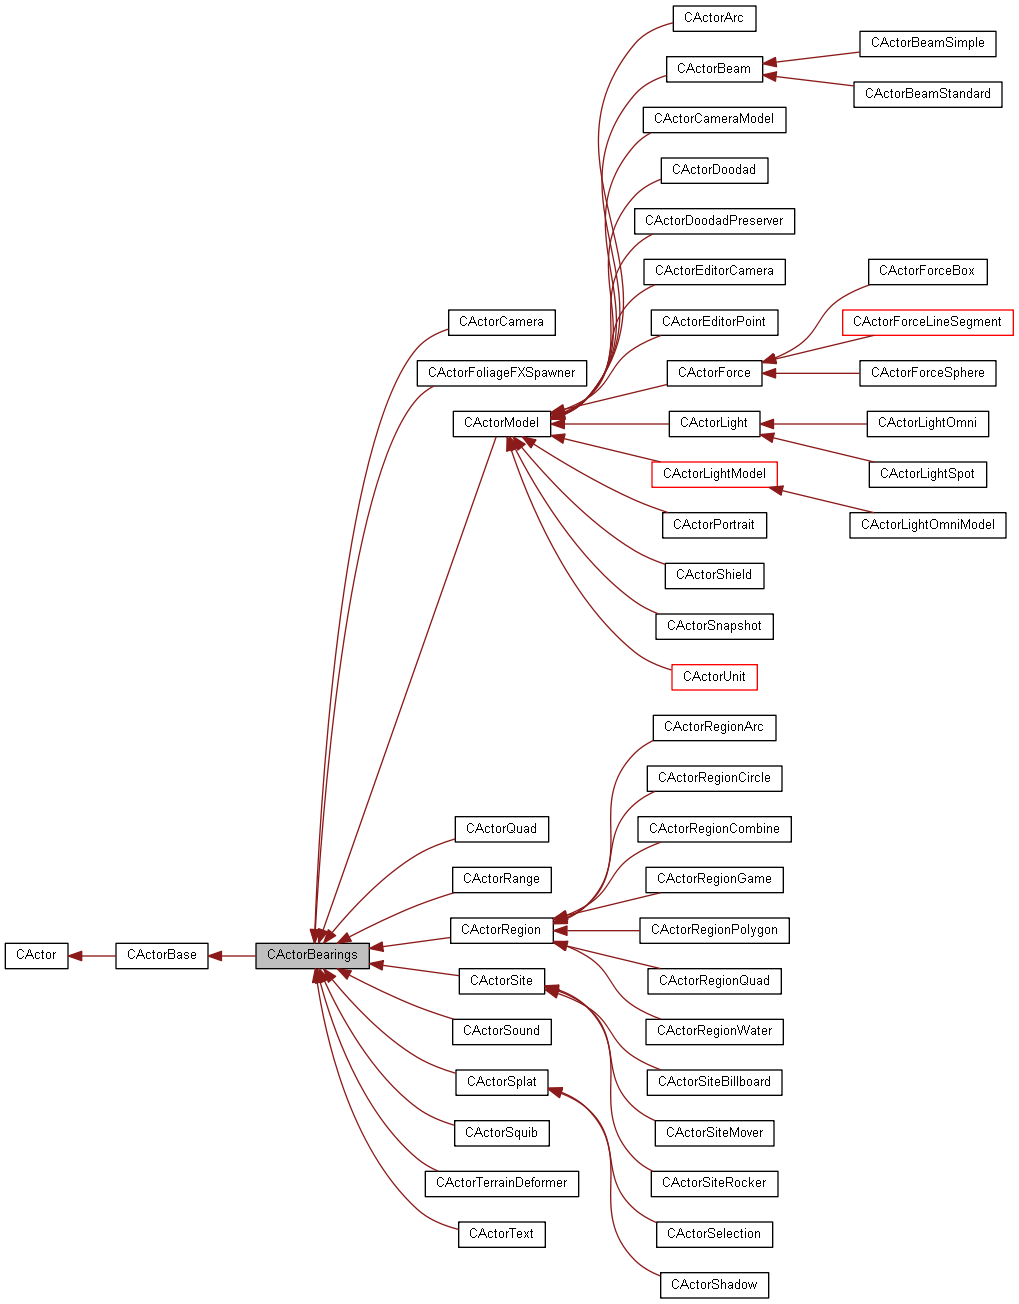 CActorArc
CActorBeamSimple
CActorBeam
CActorBeamStandard
CActorCameraModel
CActorDoodad
CActorDoodadPreserver
CActorEditorCamera
CActorForceBox
CActorCamera
CActorEditorPoint
CActorForceLineSegment
CActorFoliageFXSpawner
CActorForce
CActorForceSphere
CActorModel
CActorLight
CActorLightOmni
CActorLightModel
CActorLightSpot
CActorPortrait
CActorLightOmniModel
CActorShield
CActorSnapshot
CActorUnit
CActorRegionArc
CActorRegionCircle
CActorQuad
CActorRegionCombine
CActorRange
CActorRegionGame
CActorRegion
CActorRegionPolygon
CActor
CActorBase
CActorBearings
CActorSite
CActorRegionQuad
CActorSound
CActorRegionWater
CActorSplat
CActorSiteBillboard
CActorSquib
CActorSiteMover
CActorTerrainDeformer
CActorSiteRocker
CActorText
CActorSelection
CActorShadow